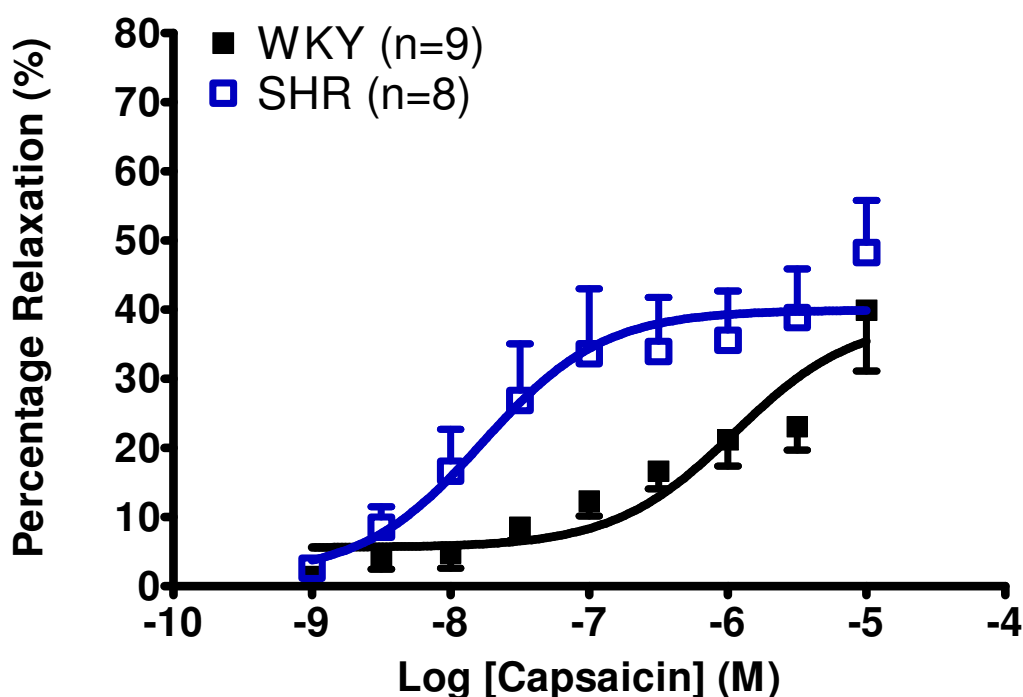 WKY (n=9)
SHR (n=8)
Percentage Relaxation (%)
80
70
60
50
40
30
20
10
0
-10 -9 -8 -7 -6 -5 -4
Log [Capsaicin] (M)